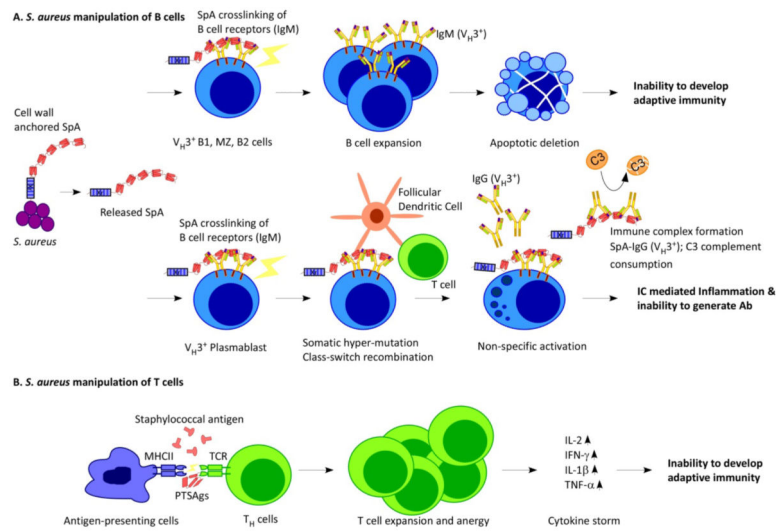 A. S. aureus manipulation of B cells
SpA crosslinking of
B cell receptors (IgM)
IgM (VH3+)
Cell wall
anchored SpA
VH3+ B1, MZ, B2 cells
B cell expansion
Apoptotic deletion
Inability to develop
adaptive immunity
Released SpA
S. aureus
SpA crosslinking of
B cell receptors (IgM)
Follicular
Dendritic Cell
T cell
IgG (VH3+)
C3
C3
Immune complex formation
SpA-IgG (VH3+); C3 complement
consumption
VH3+ Plasmablast
Somatic hyper-mutation
Class-switch recombination
Non-specific activation
IC mediated Inflammation &
inability to generate Ab
B. S. aureus manipulation of T cells
Staphylococcal antigen
MHCII
TCR
PTSAgs
Antigen-presenting cells
TH cells
T cell expansion and anergy
IL-2▲
IFN-γ▲
IL-1β▲
TNF-α▲
Cytokine storm
Inability to develop
adaptive immunity